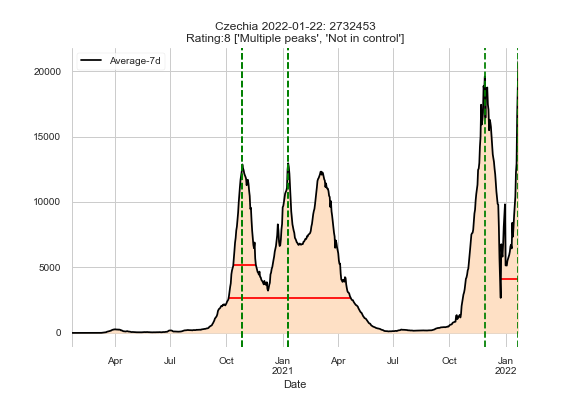 Czechia 2022-01-22: 2732453
Rating:8 ['Multiple peaks', 'Not in control']
Average-7d
20000
15000
10000
5000
0
Apr
Jul
Oct
Jan
2021
Apr
Jul
Oct
Jan
2022
Date